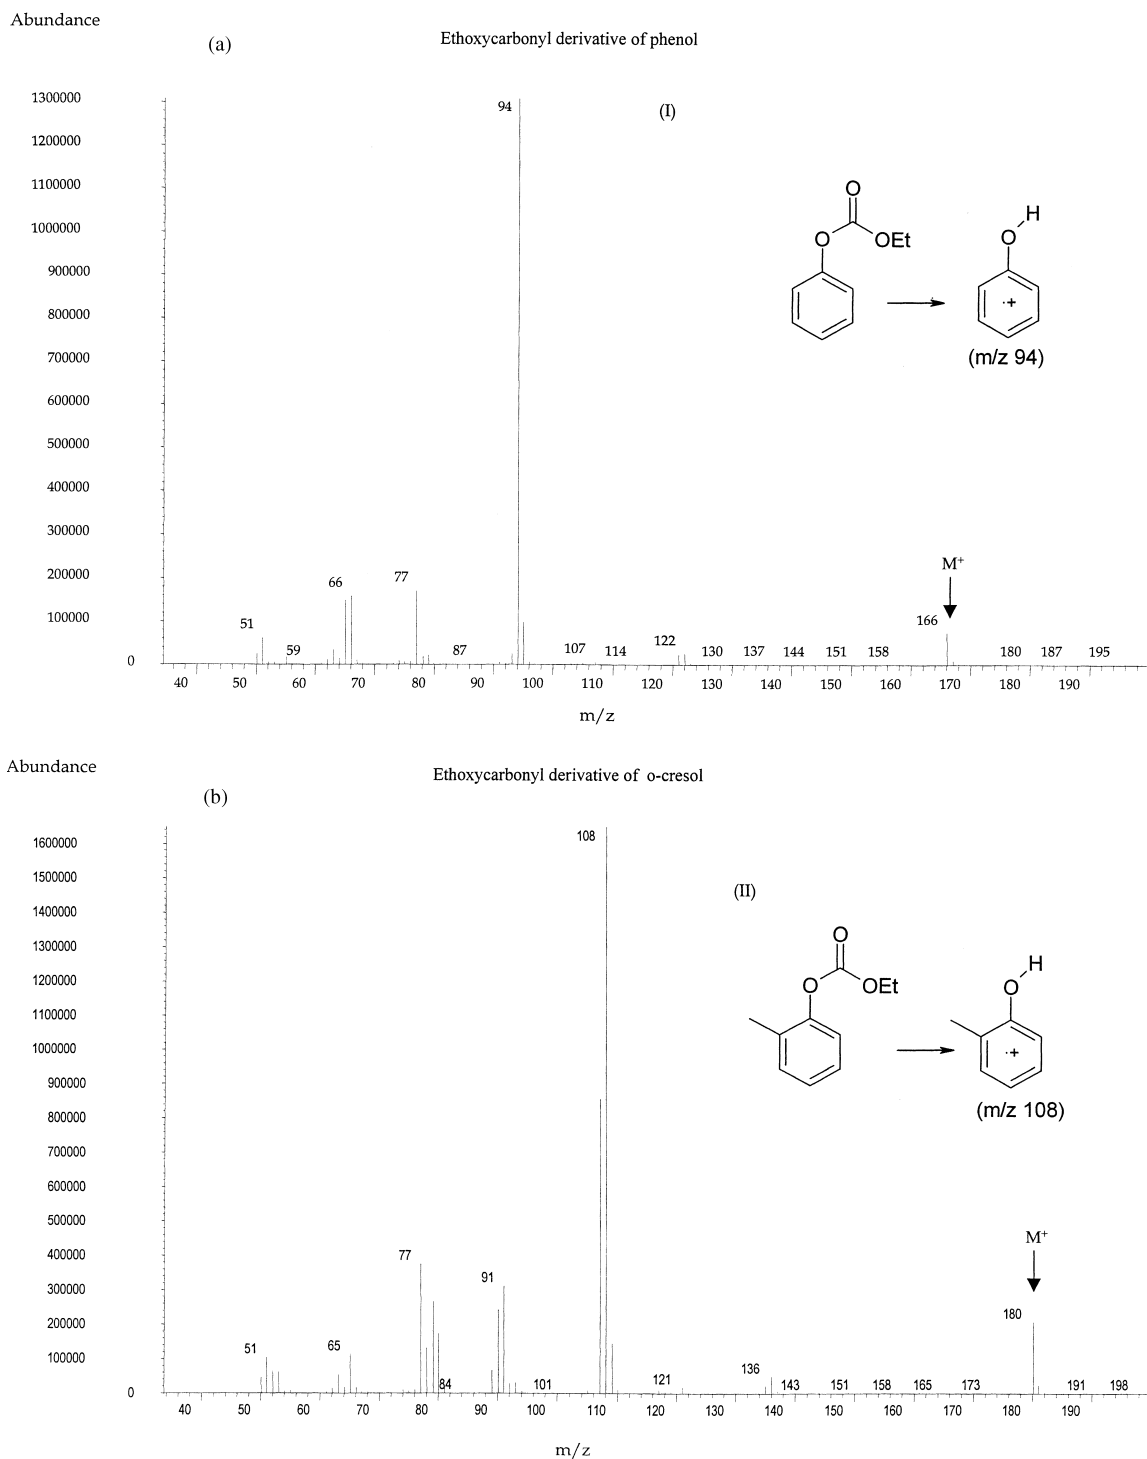 Abundance
(a)
Ethoxycarbonyl derivative of phenol
1300000
1200000
1100000
1000000
900000
800000
700000
600000
500000
400000
300000
200000
100000
0
94
(I)
O
O
OEt
H
O
·+
(m/z 94)
M+
51
59
66
77
87
107
114
122
130
137
144
151
158
166
180
187
195
40 50 60 70 80 90 100 110 120 130 140 150 160 170 180 190
m/z
Abundance
(b)
Ethoxycarbonyl derivative of o-cresol
1600000
1500000
1400000
1300000
1200000
1100000
1000000
900000
800000
700000
600000
500000
400000
300000
200000
100000
0
108
(II)
O
O
OEt
H
O
·+
(m/z 108)
M+
51
65
77
84
91
101
121
136
143
151
158
165
173
180
191
198
40 50 60 70 80 90 100 110 120 130 140 150 160 170 180 190
m/z